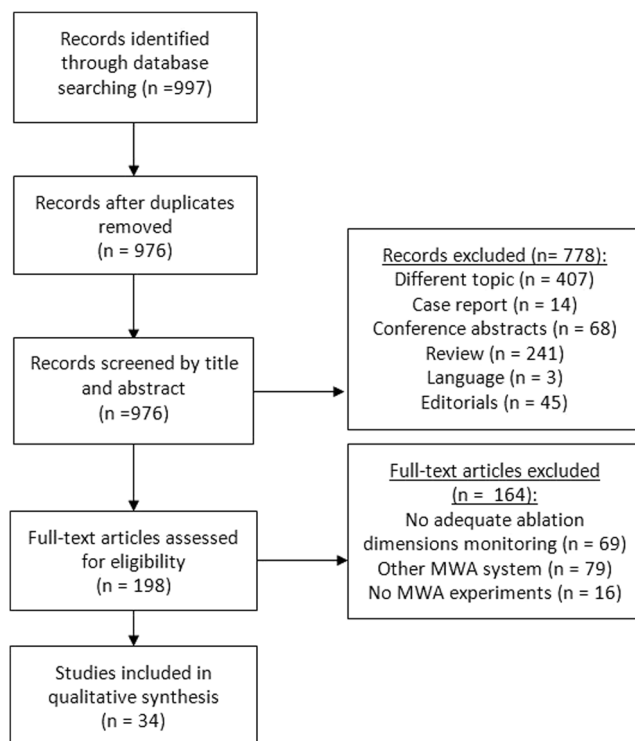 Records identified
through database
searching (n =997)
Records after duplicates
removed
(n = 976)
Records excluded (n= 778):
Different topic (n = 407)
Case report (n = 14)
Conference abstracts (n = 68)
Review (n = 241)
Language (n = 3)
Editorials (n = 45)
Records screened by title
and abstract
(n =976)
Full-text articles excluded
(n =  164):
No adequate ablation
dimensions monitoring (n = 69)
Other MWA system (n = 79)
No MWA experiments (n = 16)
Full-text articles assessed
for eligibility
(n = 198)
Studies included in
qualitative synthesis
(n = 34)